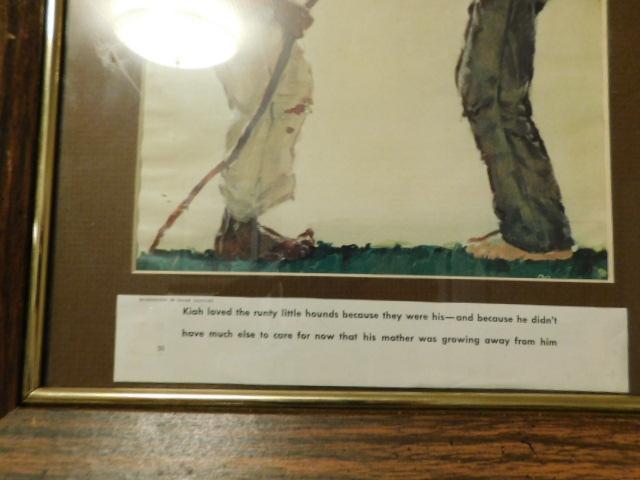 Kiah loved the runty little hounds because they were his—and because he didn't
have much else to care for now that his mother was growing away from him
50